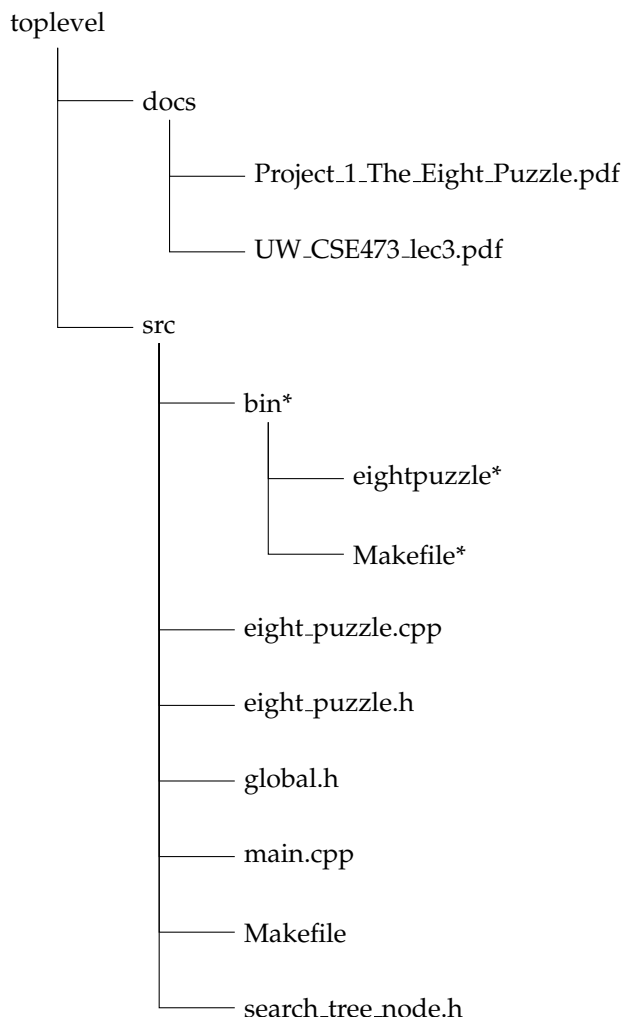 toplevel
docs
Project_1_The_Eight_Puzzle.pdf
UW_CSE473_lec3.pdf
src
bin*
eightpuzzle*
Makefile*
eight_puzzle.cpp
eight_puzzle.h
global.h
main.cpp
Makefile
search_tree_node.h